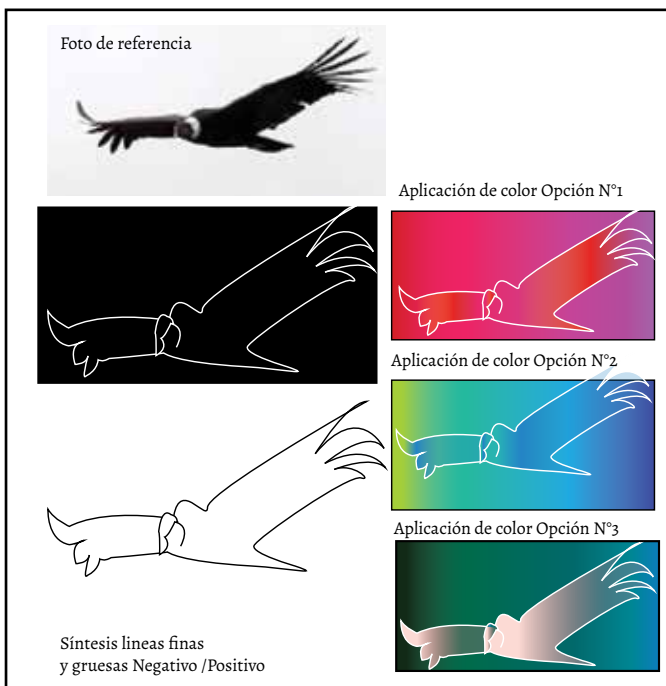 Foto de referencia
Aplicación de color Opción N°1
Aplicación de color Opción N°2
Aplicación de color Opción N°3
Síntesis lineas finas
y gruesas Negativo /Positivo